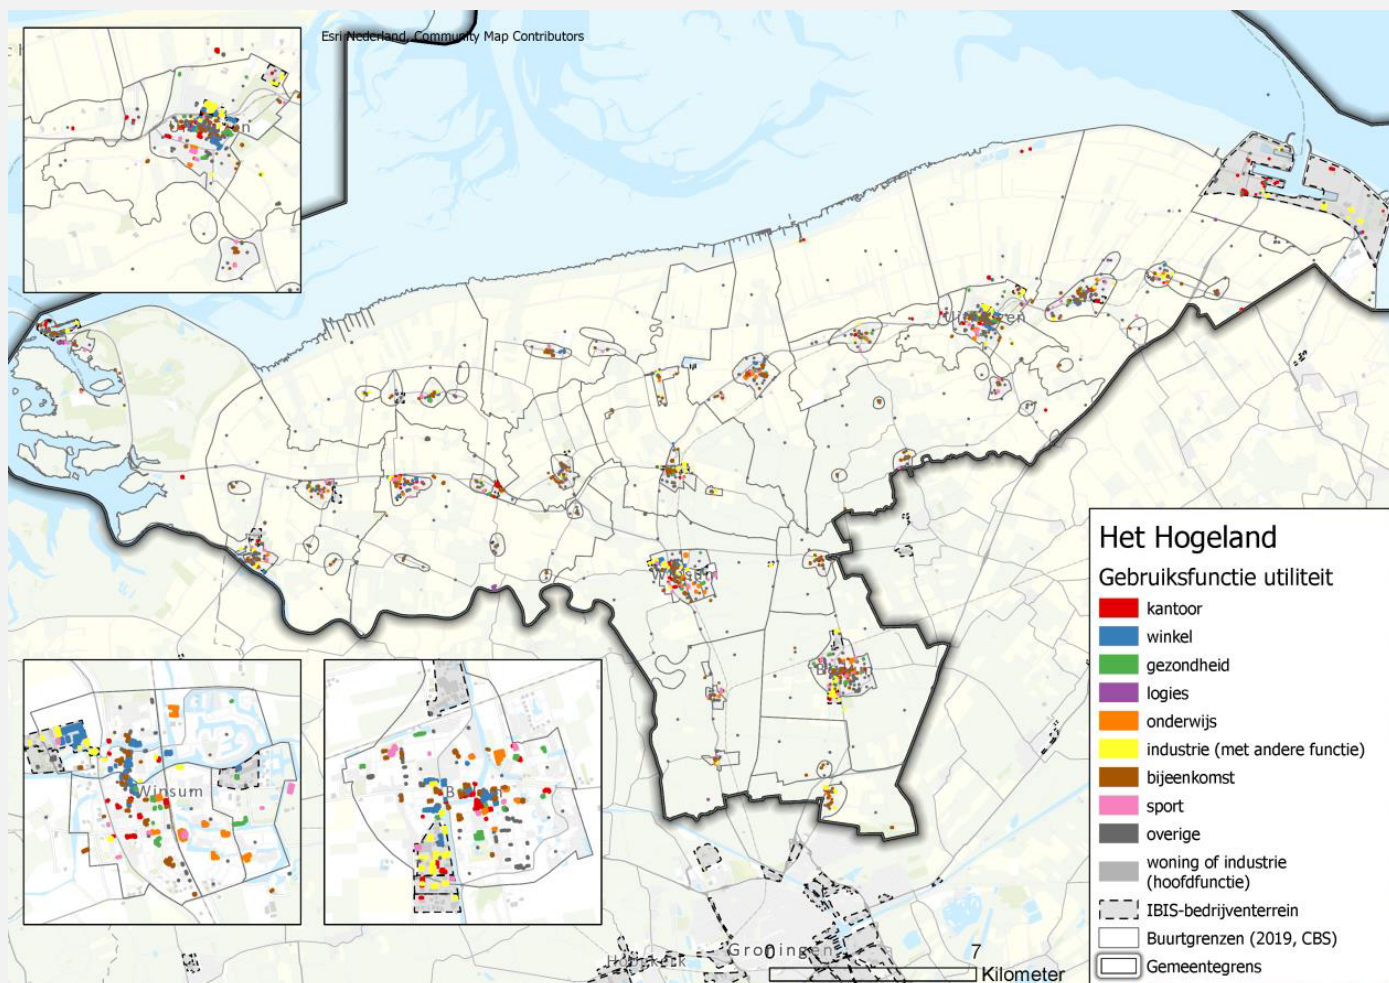 Esri Nederland, Community Map Contributors
Winsum
Winsum
Groningen
Het Hogeland
Gebruiksfunctie utiliteit
kantoor
winkel
gezondheid
logies
onderwijs
industrie (met andere functie)
bijeenkomst
sport
overige
woning of industrie
(hoofdfunctie)
IBIS-bedrijventerrein
Buurtgrenzen (2019, CBS)
Gemeentegrens
0 7
Kilometer